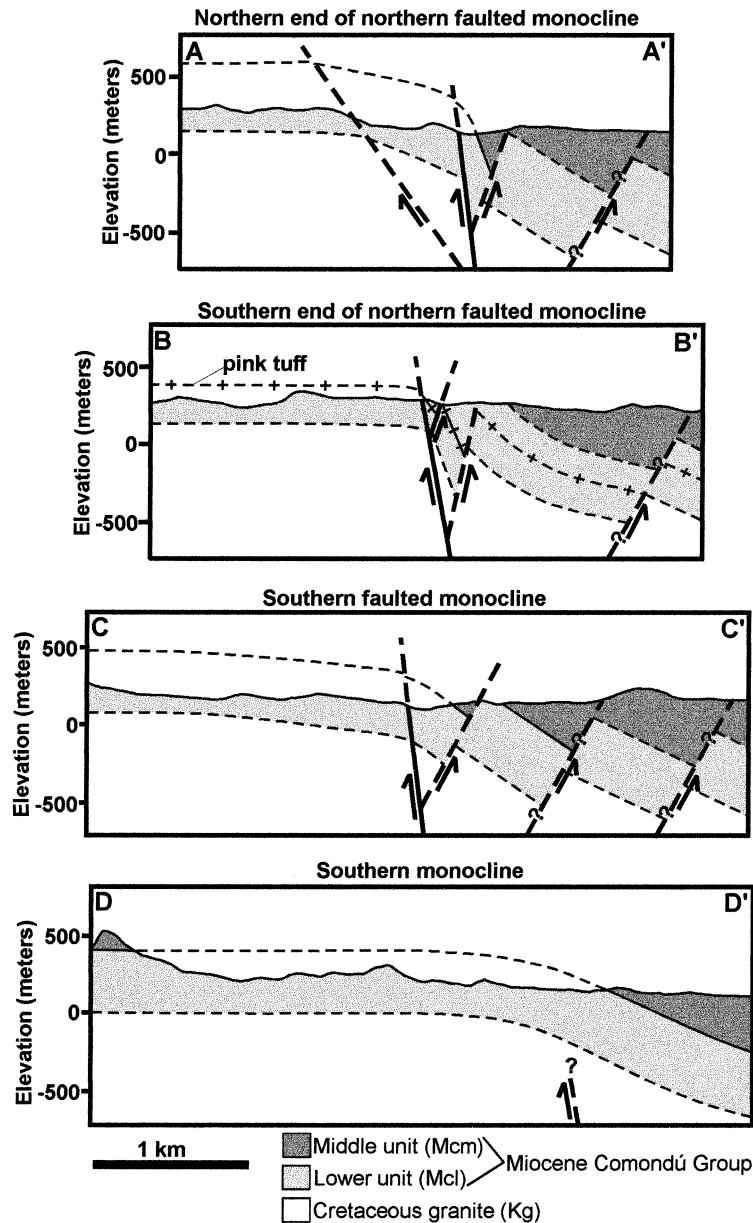 Northern end of northern faulted monocline
A A'
Elevation (meters)
500
0
-500
?
?
Southern end of northern faulted monocline
B B'
pink tuff
Elevation (meters)
500
0
-500
?
?
Southern faulted monocline
C C'
Elevation (meters)
500
0
-500
? ?
? ?
Southern monocline
D D'
Elevation (meters)
500
0
-500
?
1 km
Middle unit (Mcm)
Lower unit (Mcl)
Miocene Comondú Group
Cretaceous granite (Kg)